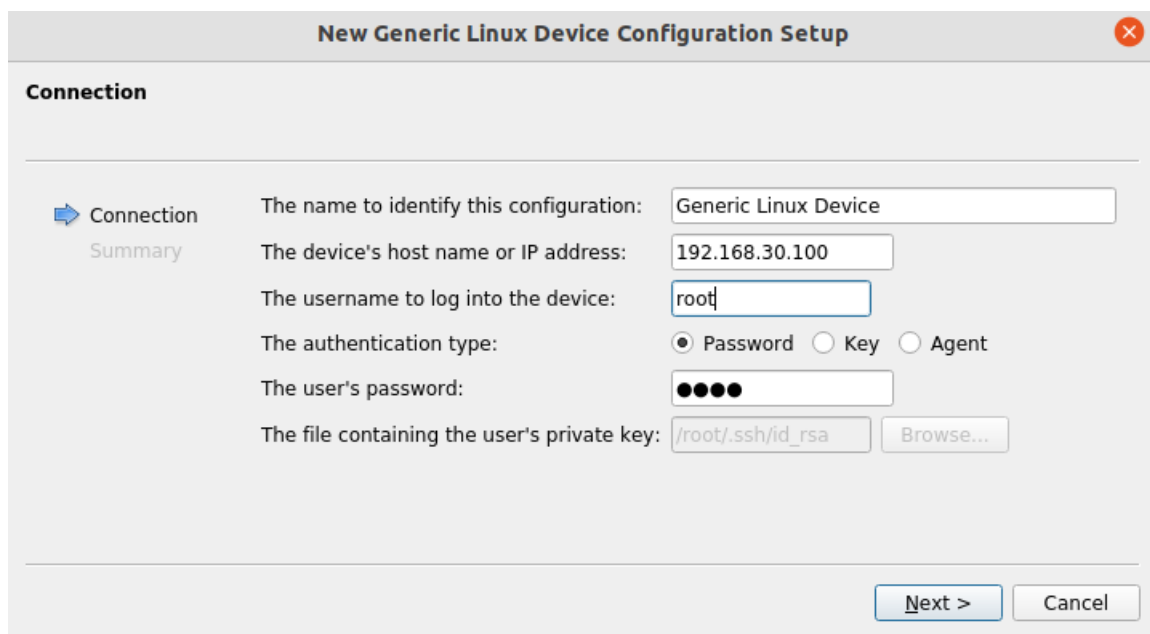 New Generic Linux Device Configuration Setup
Connection
Connection
Summary
The name to identify this configuration: Generic Linux Device
The device's host name or IP address: 192.168.30.100
The username to log into the device: root
The authentication type: Password Key Agent
The user's password: ●●●●
The file containing the user's private key: /root/.ssh/id_rsa Browse...
Next > Cancel